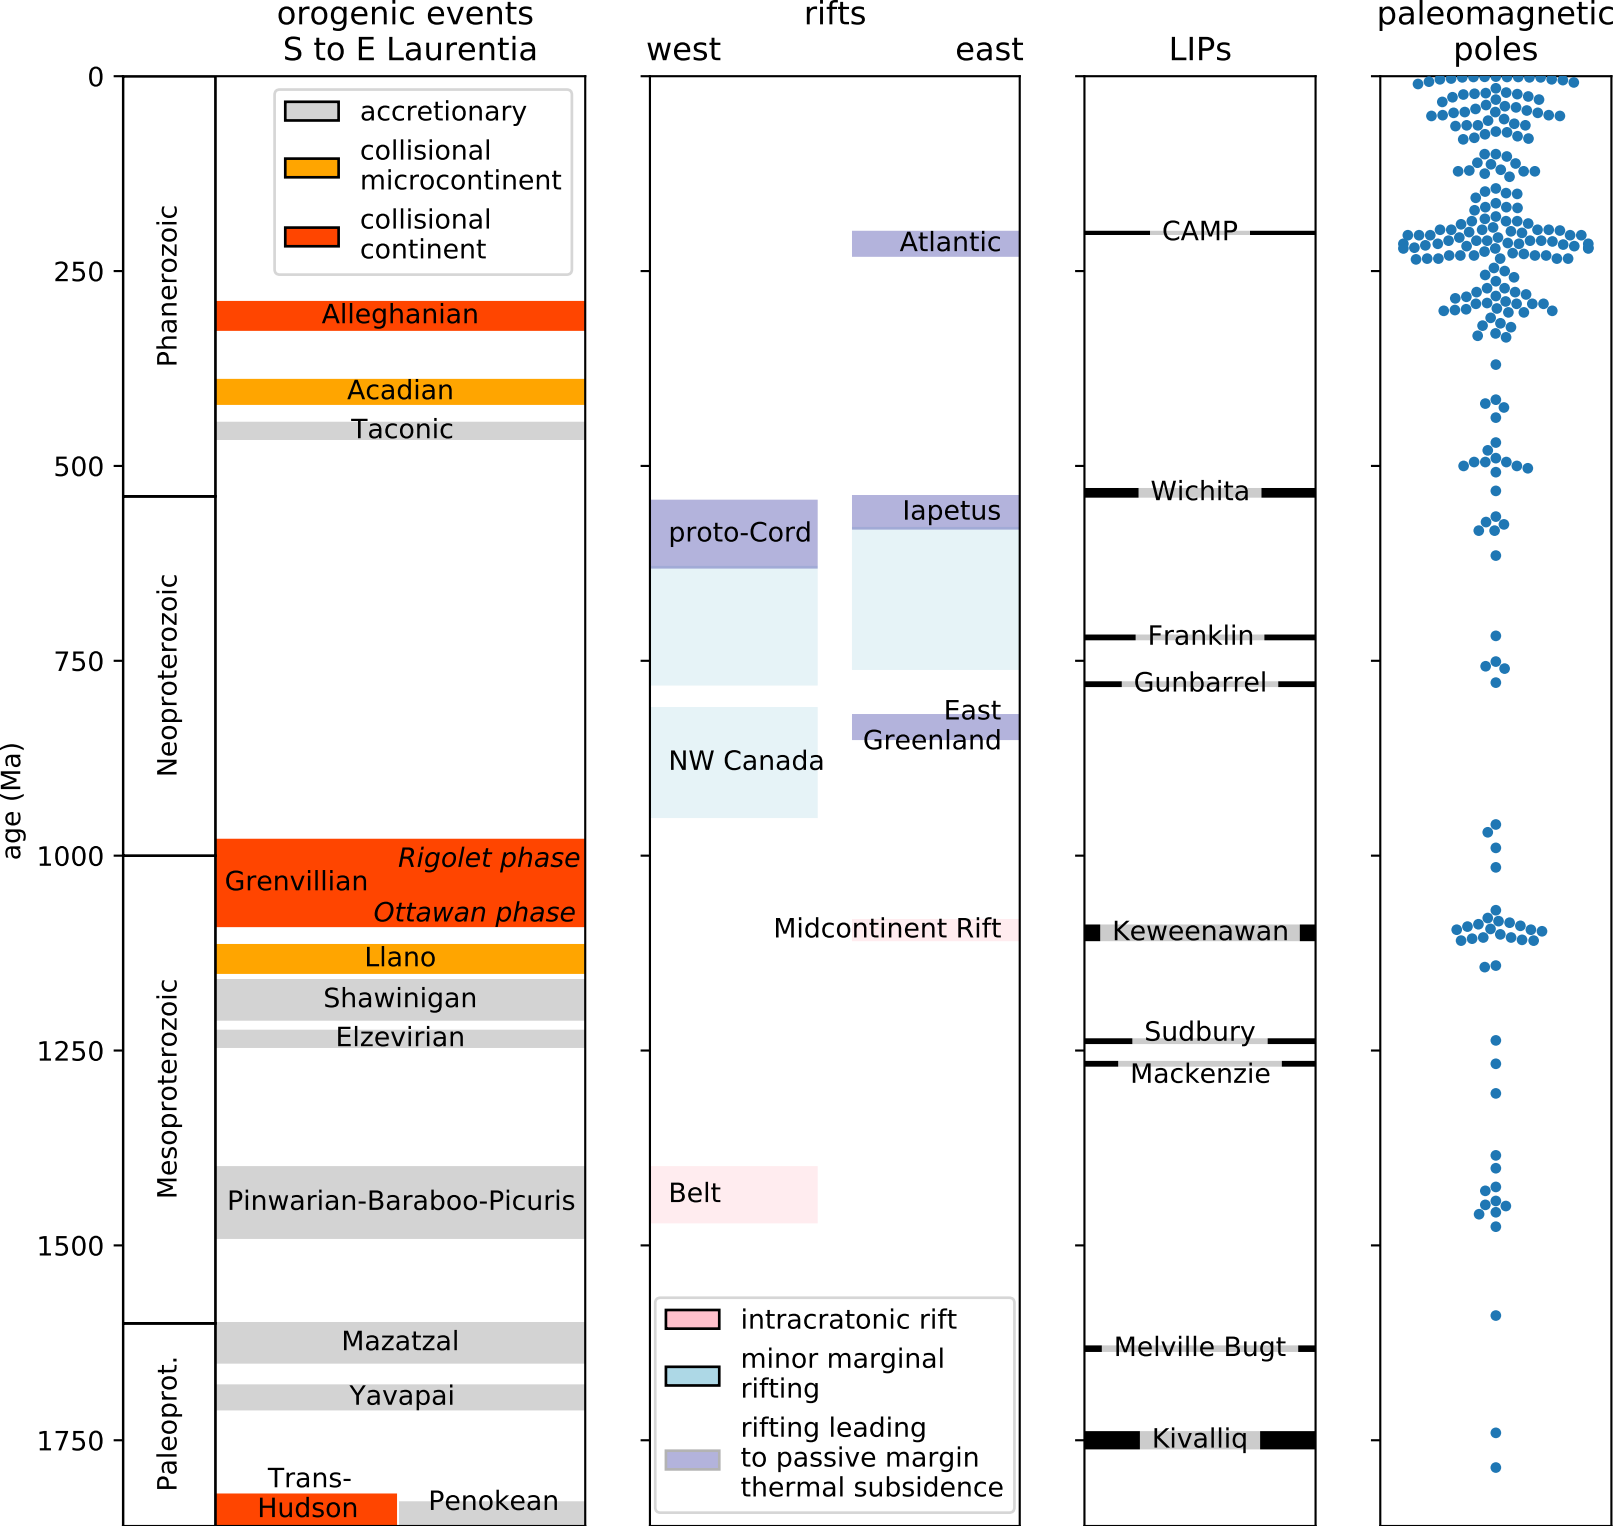 orogenic events
S to E Laurentia
rifts
west
east
LIPs
paleomagnetic
poles
age (Ma)
0
250
500
750
1000
1250
1500
1750
Phanerozoic
Neoproterozoic
Mesoproterozoic
Paleoprot.
accretionary
collisional
microcontinent
collisional
continent
Alleghanian
Acadian
Taconic
Rigolet phase
Grenvillian
Ottawan phase
Llano
Shawinigan
Elzevirian
Pinwarian-Baraboo-Picuris
Mazatzal
Yavapai
Trans-
Hudson
Penokean
Atlantic
Iapetus
proto-Cord
East
Greenland
NW Canada
Midcontinent Rift
Belt
intracratonic rift
minor marginal
rifting
rifting leading
to passive margin
thermal subsidence
CAMP
Wichita
Franklin
Gunbarrel
Keweenawan
Sudbury
Mackenzie
Melville Bugt
Kivalliq